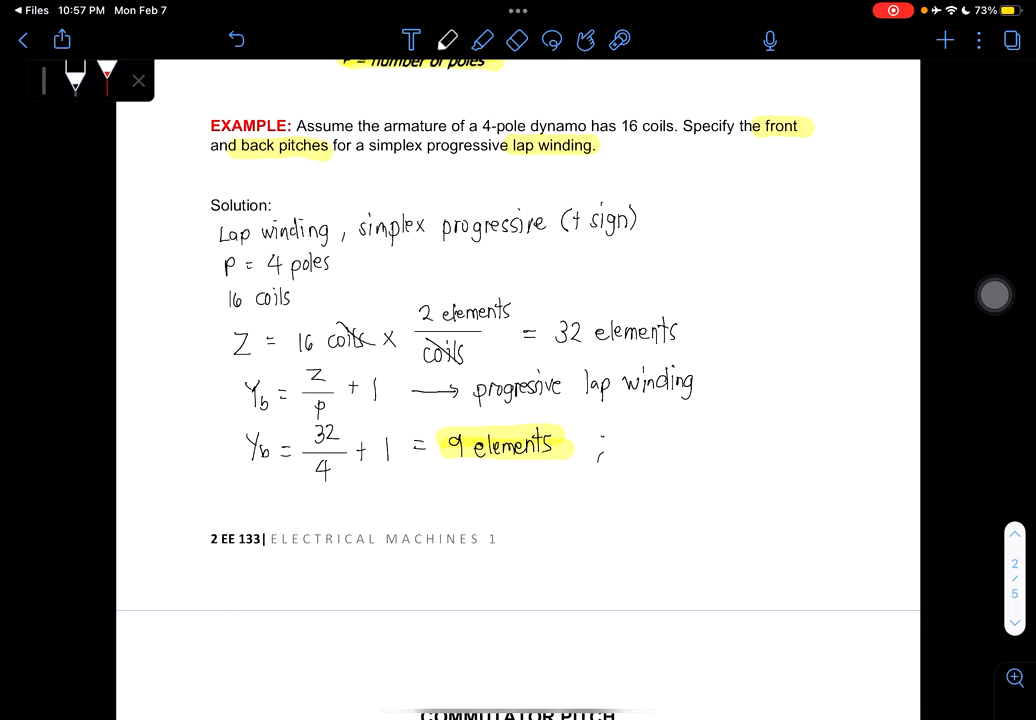 Files 10:57 PM Mon Feb 7 73%
P = number of poles
EXAMPLE: Assume the armature of a 4-pole dynamo has 16 coils. Specify the front
and back pitches for a simplex progressive lap winding.
Solution:
Lap winding, simplex progressive (+ sign)
P = 4 poles
16 coils
Z = 16 coils × 2 elements / coils = 32 elements
Yb = Z/P + 1 → progressive lap winding
Yb = 32/4 + 1 = 9 elements ;
2 EE 133| ELECTRICAL MACHINES 1
2 / 5
COMMUTATOR PITCH